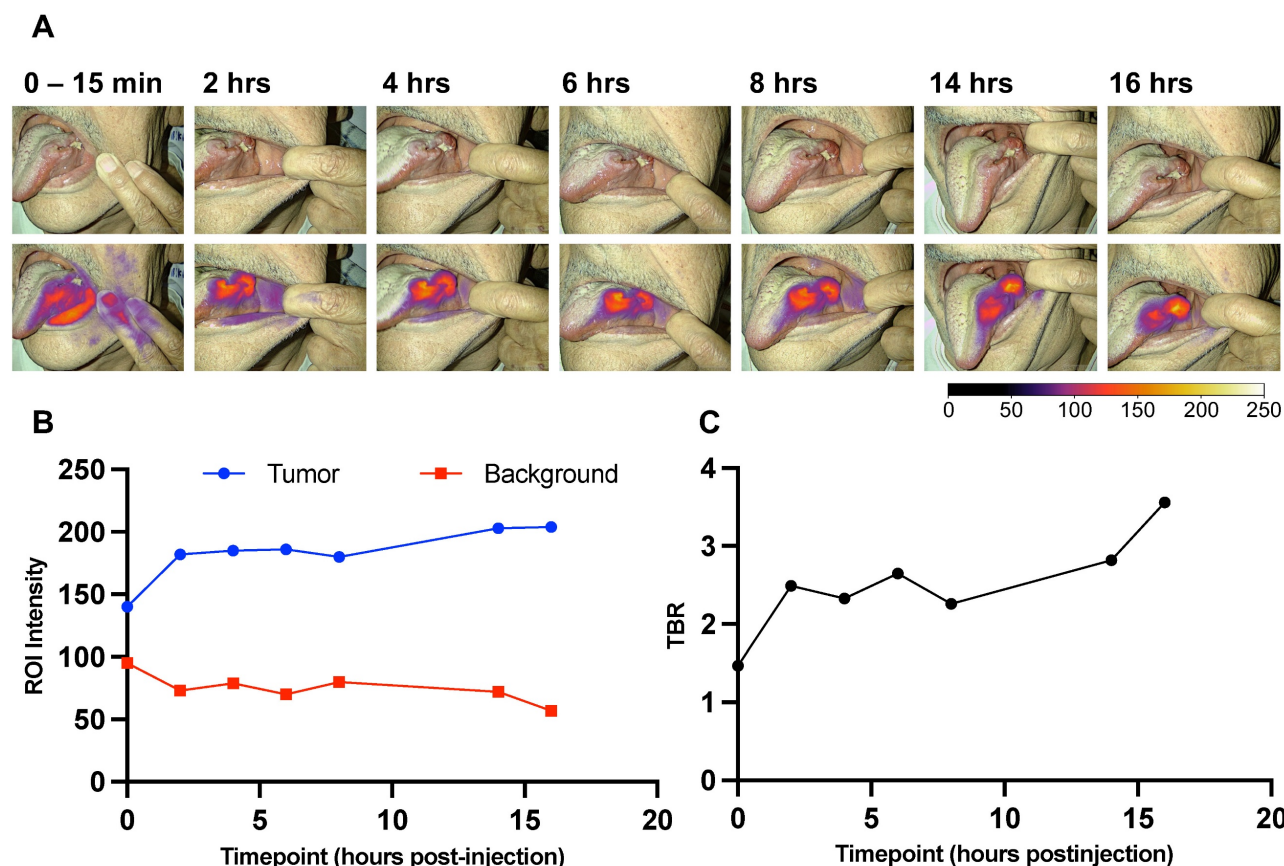 A
0 – 15 min 2 hrs 4 hrs 6 hrs 8 hrs 14 hrs 16 hrs
0 50 100 150 200 250
B
Tumor Background
250
200
150
100
50
0
ROI Intensity
0 5 10 15 20
Timepoint (hours post-injection)
C
4
3
2
1
0
TBR
0 5 10 15 20
Timepoint (hours postinjection)